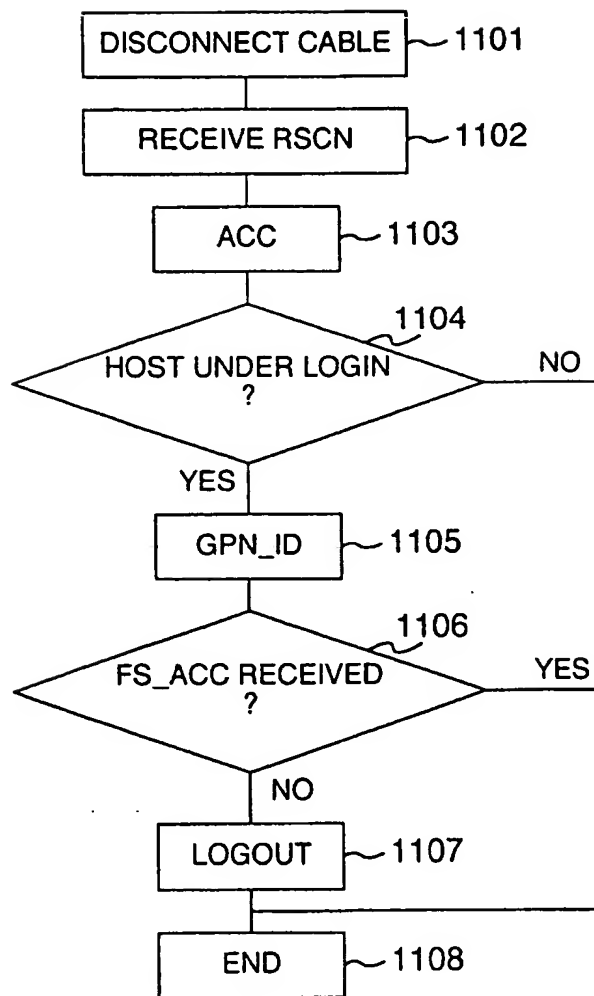 DISCONNECT CABLE 1101
RECEIVE RSCN 1102
ACC 1103
1104
HOST UNDER LOGIN
?
NO
YES
GPN_ID 1105
1106
FS_ACC RECEIVED
?
YES
NO
LOGOUT 1107
END 1108